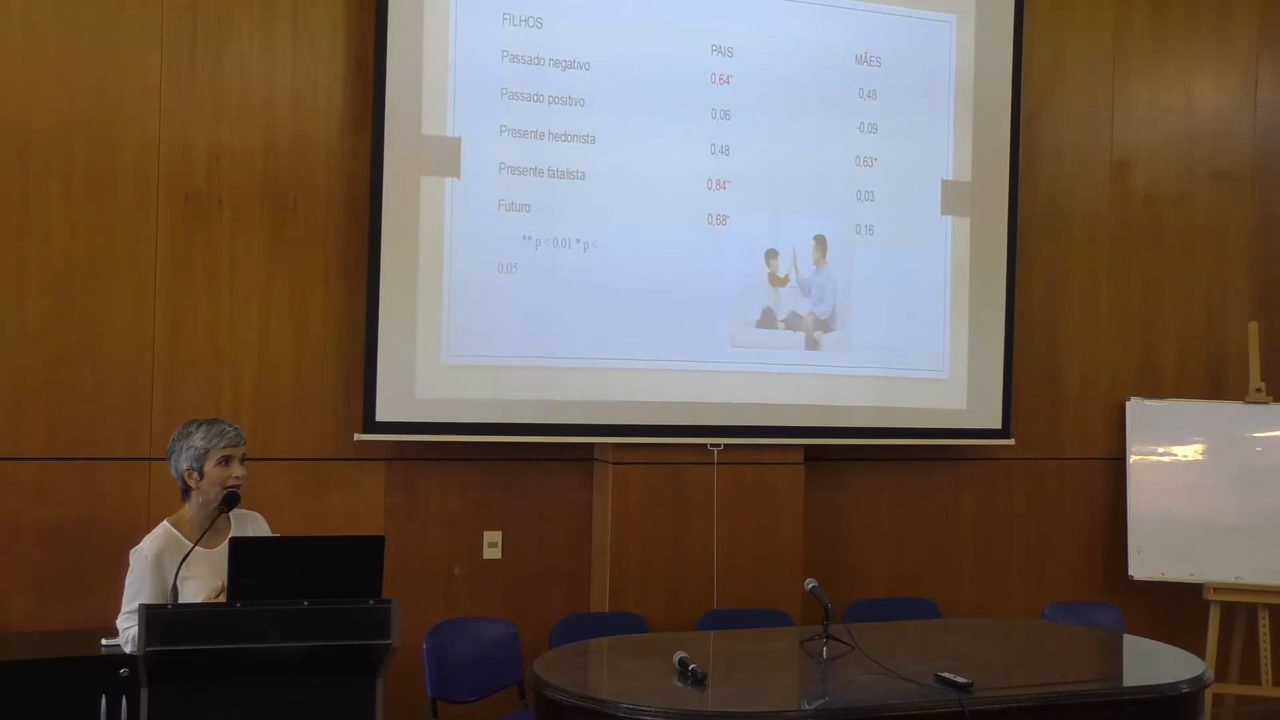 FILHOS PAIS MÃES
Passado negativo 0,64* 0,48
Passado positivo 0,06 -0,09
Presente hedonista 0,48 0,63*
Presente fatalista 0,84** 0,03
Futuro 0,68* 0,16
** p < 0.01 * p <
0,05